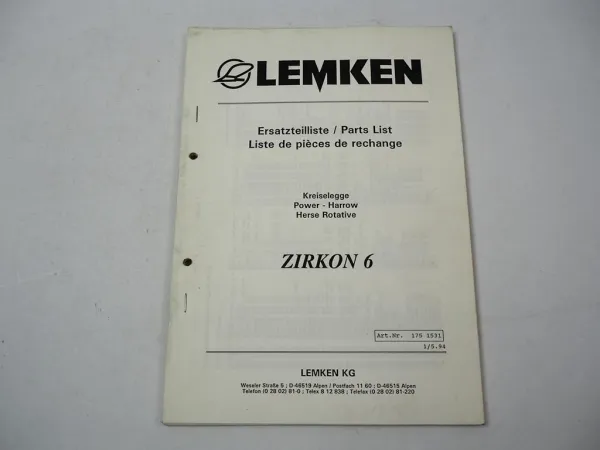 LEMKEN
Ersatzteilliste / Parts List
Liste de pièces de rechange
Kreiselegge
Power - Harrow
Herse Rotative
ZIRKON 6
Art.Nr. 175 1531
1/5.94
LEMKEN KG
Weseler Straße 5 ; D-46519 Alpen / Postfach 11 60 ; D-46515 Alpen
Telefon (0 28 02) 81-0 ; Telex 8 12 838 ; Telefax (0 28 02) 81-220